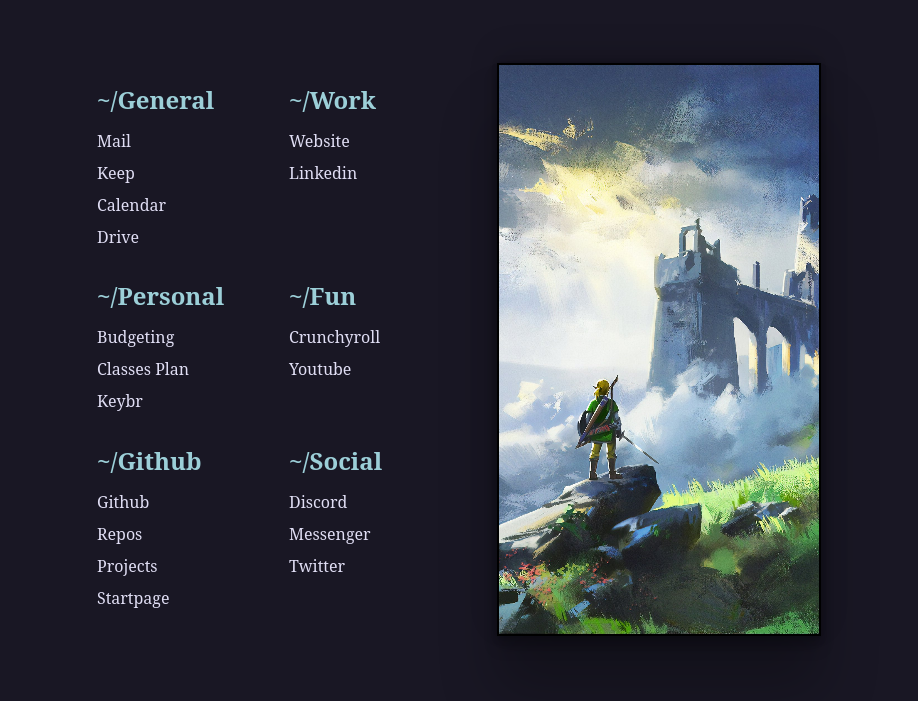 ~/General
Mail
Keep
Calendar
Drive
~/Work
Website
Linkedin
~/Personal
Budgeting
Classes Plan
Keybr
~/Fun
Crunchyroll
Youtube
~/Github
Github
Repos
Projects
Startpage
~/Social
Discord
Messenger
Twitter